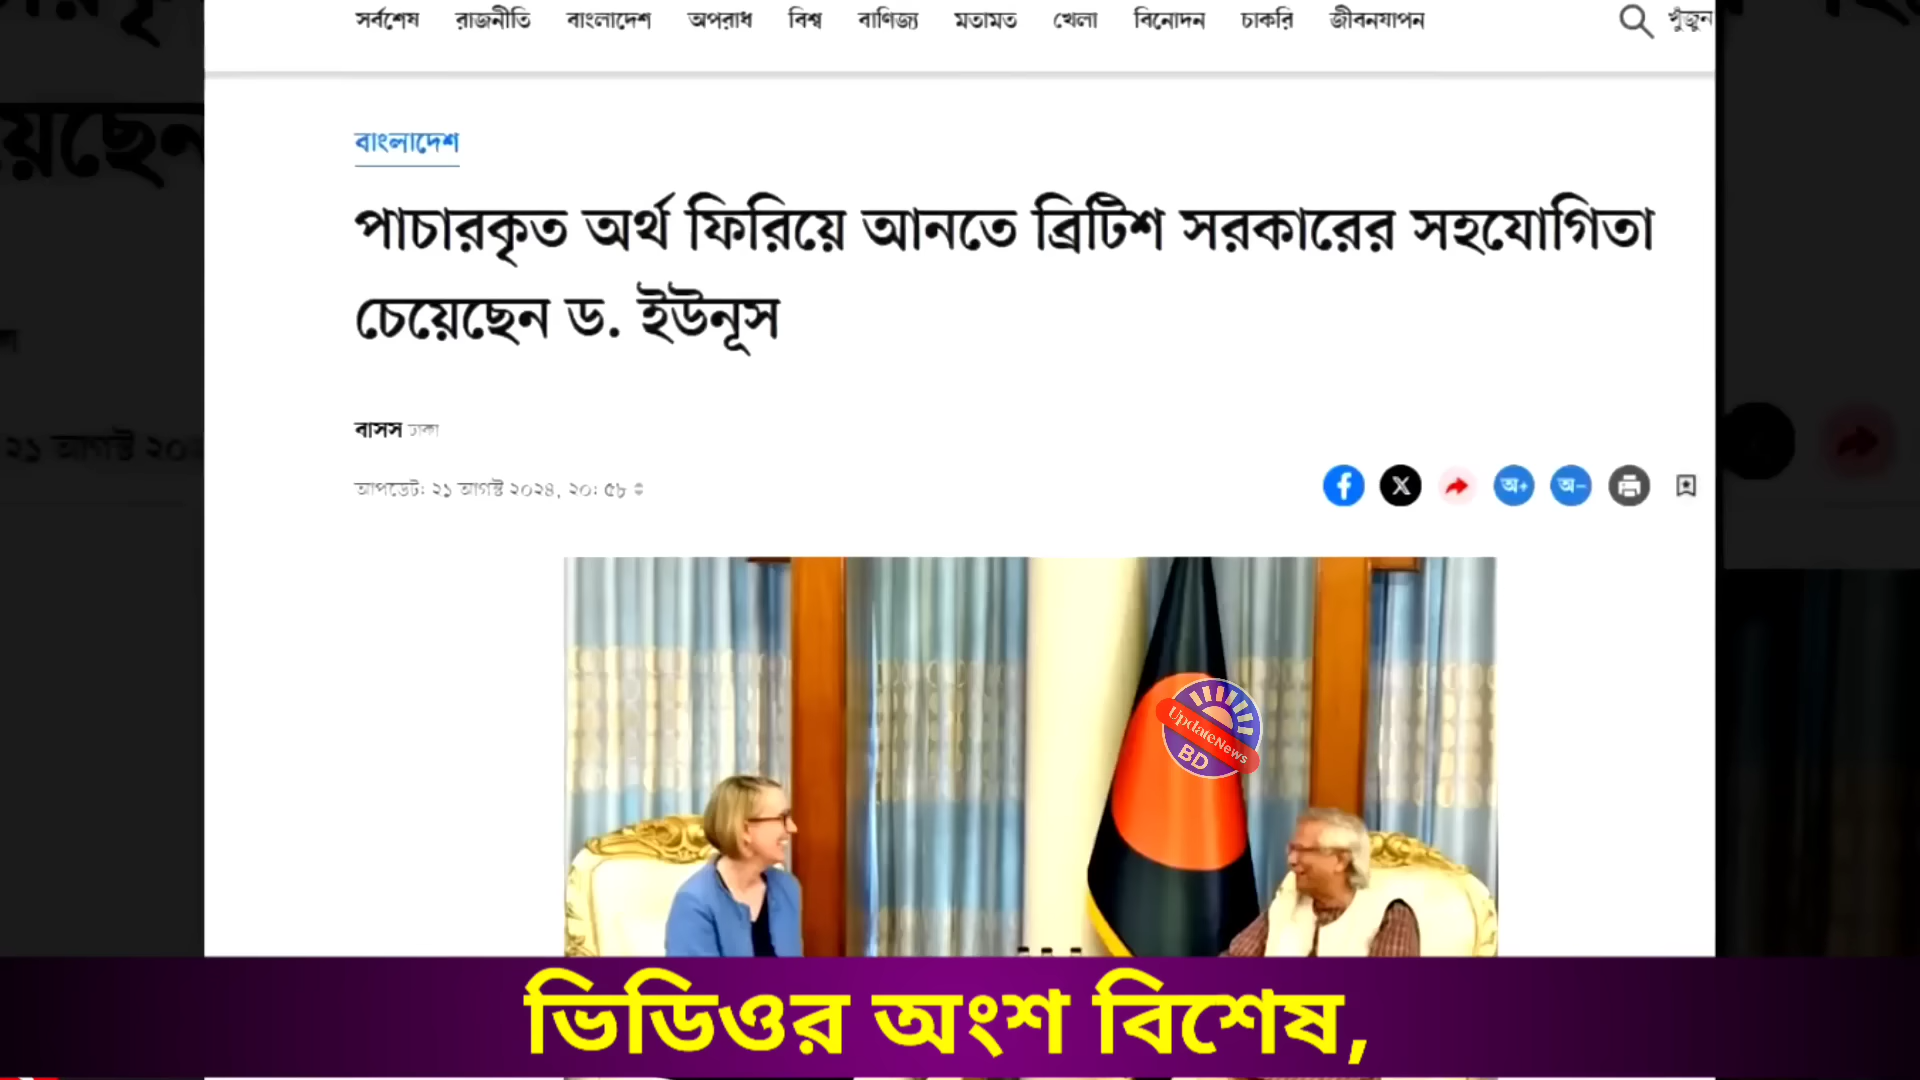 সর্বশেষ রাজনীতি বাংলাদেশ অপরাধ বিশ্ব বাণিজ্য মতামত খেলা বিনোদন চাকরি জীবনযাপন খুঁজুন
বাংলাদেশ
পাচারকৃত অর্থ ফিরিয়ে আনতে ব্রিটিশ সরকারের সহযোগিতা
চেয়েছেন ড. ইউনূস
বাসস ঢাকা
আপডেট: ২১ আগস্ট ২০২৪, ২০: ৫৮
অ+ অ-
UpdateNews
BD
ভিডিওর অংশ বিশেষ,